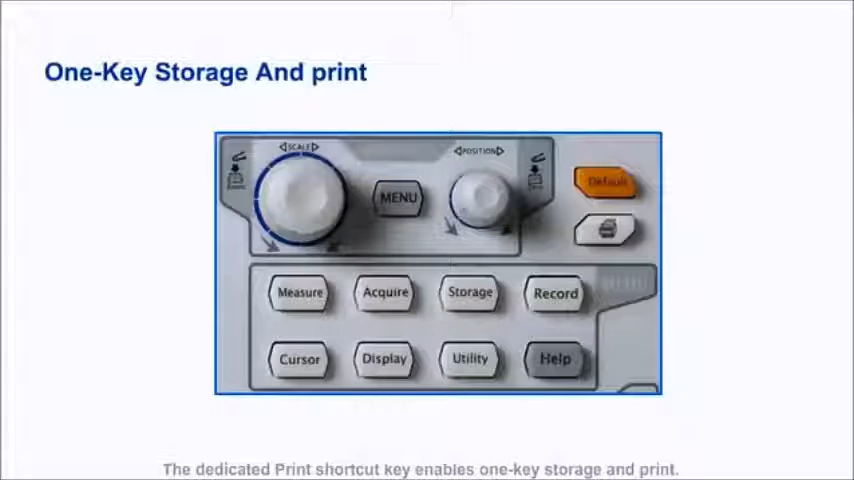 One-Key Storage And print
SCALE
POSITION
MENU
Default
Measure
Acquire
Storage
Record
MENU
Cursor
Display
Utility
Help
The dedicated Print shortcut key enables one-key storage and print.